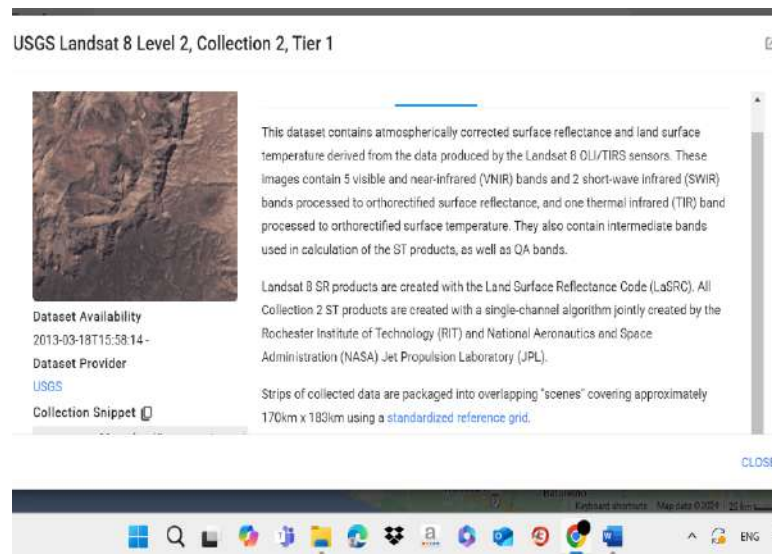 USGS Landsat 8 Level 2, Collection 2, Tier 1
This dataset contains atmospherically corrected surface reflectance and land surface
temperature derived from the data produced by the Landsat 8 OLI/TIRS sensors. These
images contain 5 visible and near-infrared (VNIR) bands and 2 short-wave infrared (SWIR)
bands processed to orthorectified surface reflectance, and one thermal infrared (TIR) band
processed to orthorectified surface temperature. They also contain intermediate bands
used in calculation of the ST products, as well as QA bands.
Landsat 8 SR products are created with the Land Surface Reflectance Code (LaSRC). All
Collection 2 ST products are created with a single-channel algorithm jointly created by the
Rochester Institute of Technology (RIT) and National Aeronautics and Space
Administration (NASA) Jet Propulsion Laboratory (JPL).
Strips of collected data are packaged into overlapping "scenes" covering approximately
170km x 183km using a standardized reference grid.
Dataset Availability
2013-03-18T15:58:14 -
Dataset Provider
USGS
Collection Snippet
CLOSE
Keyboard shortcuts Map data ©2024 20 km
ENG